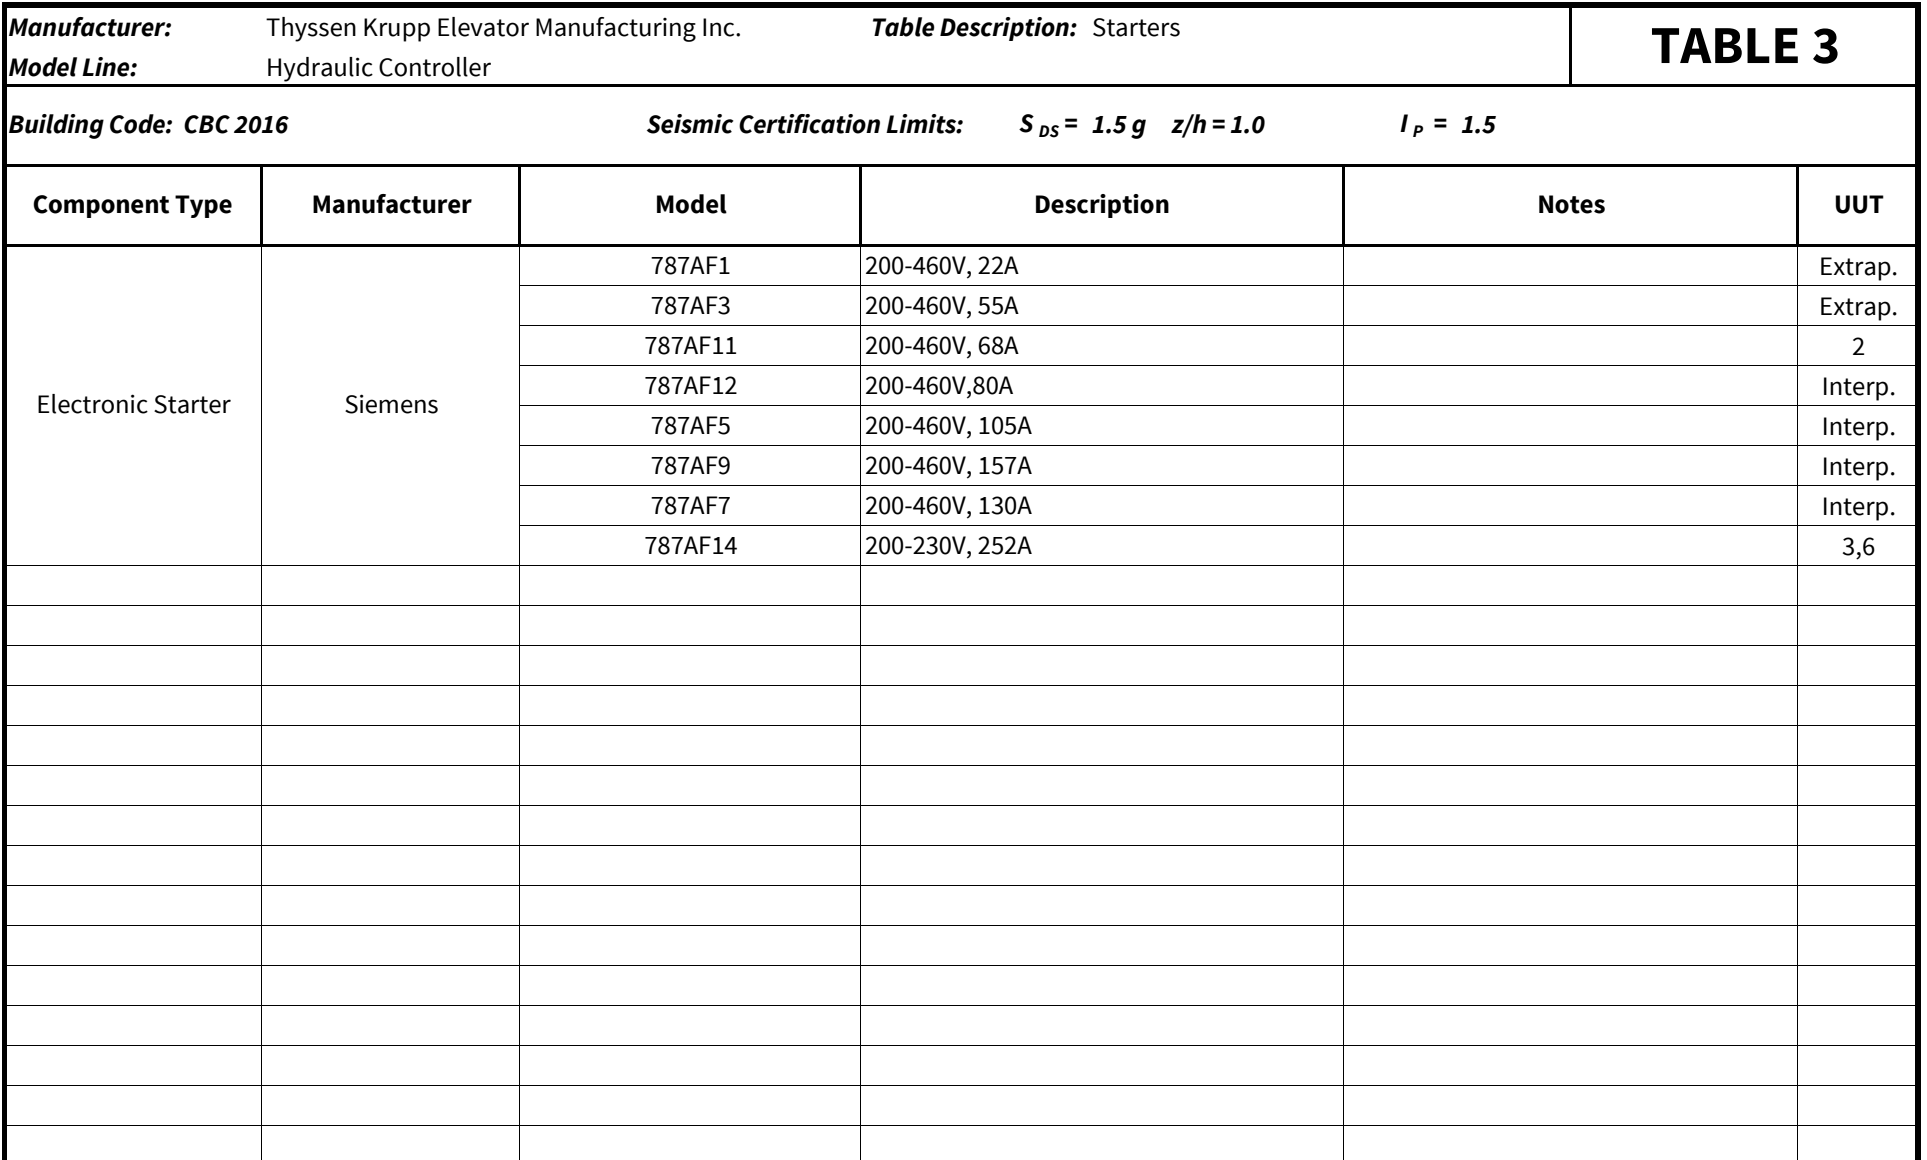 Manufacturer: Thyssen Krupp Elevator Manufacturing Inc. Table Description: Starters
TABLE 3
Model Line: Hydraulic Controller
Building Code: CBC 2016 Seismic Certification Limits: S DS = 1.5 g z/h = 1.0 I P = 1.5
Component Type Manufacturer Model Description Notes UUT
787AF1 200-460V, 22A Extrap.
787AF3 200-460V, 55A Extrap.
787AF11 200-460V, 68A 2
787AF12 200-460V,80A Interp.
Electronic Starter Siemens
787AF5 200-460V, 105A Interp.
787AF9 200-460V, 157A Interp.
787AF7 200-460V, 130A Interp.
787AF14 200-230V, 252A 3,6